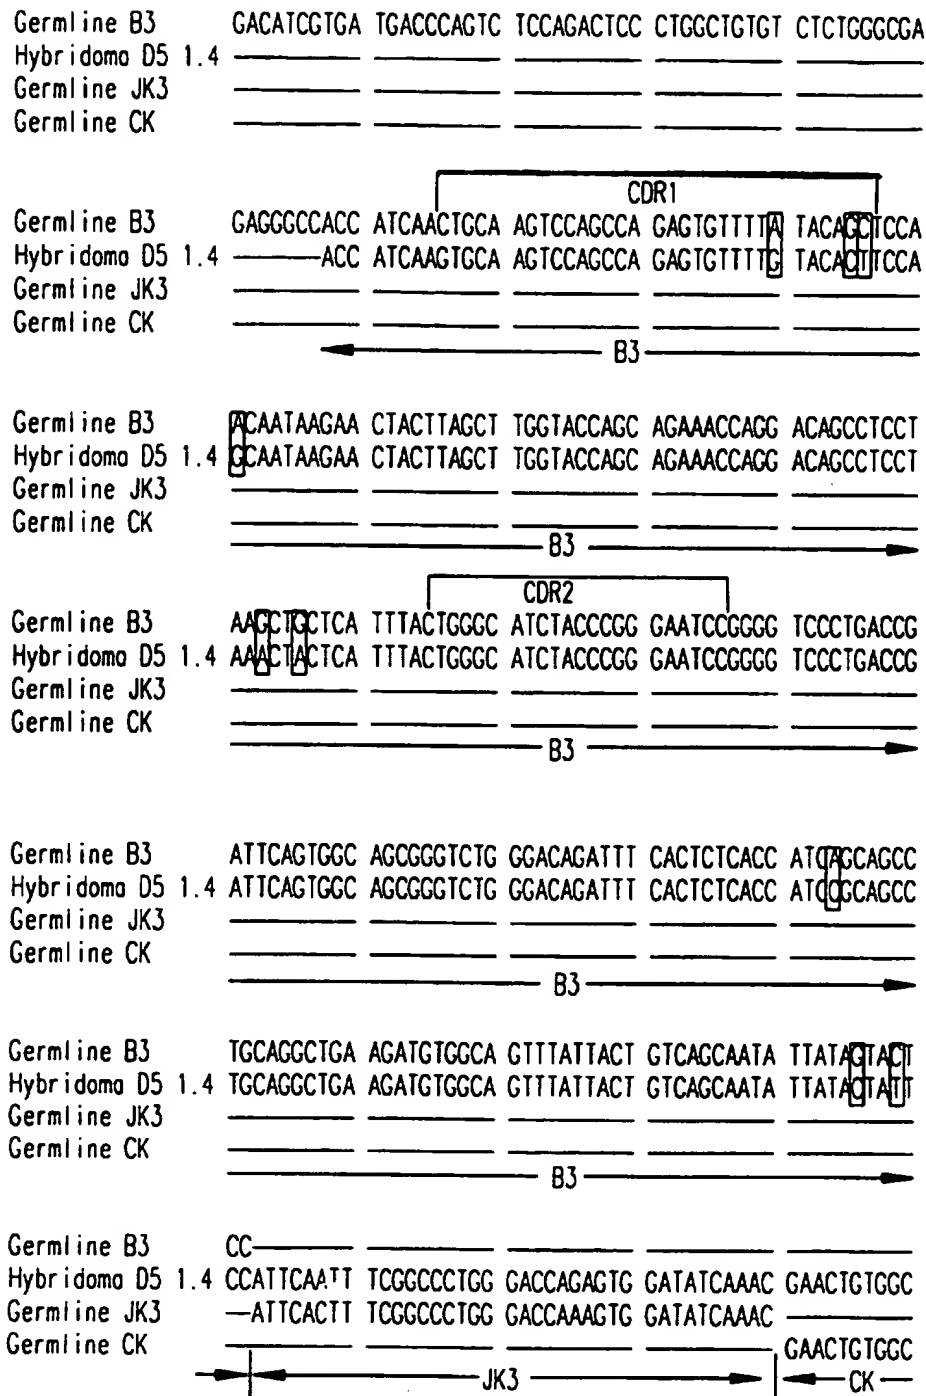 Germline B3 GACATCGTGA TGACCCAGTC TCCAGACTCC CTGGCTGTGT CTCTGGGCGA
Hybridoma D5 1.4
Germline JK3
Germline CK
CDR1
Germline B3 GAGGGCCACC ATCAACTGCA AGTCCAGCCA GAGTGTTTTA TACAGCTCCA
Hybridoma D5 1.4 ACC ATCAAGTGCA AGTCCAGCCA GAGTGTTTTG TACACTTCCA
Germline JK3
Germline CK
B3
Germline B3 ACAATAAGAA CTACTTAGCT TGGTACCAGC AGAAACCAGG ACAGCCTCCT
Hybridoma D5 1.4 GCAATAAGAA CTACTTAGCT TGGTACCAGC AGAAACCAGG ACAGCCTCCT
Germline JK3
Germline CK
B3
CDR2
Germline B3 AAGCTGCTCA TTTACTGGGC ATCTACCCGG GAATCCGGGG TCCCTGACCG
Hybridoma D5 1.4 AAACTACTCA TTTACTGGGC ATCTACCCGG GAATCCGGGG TCCCTGACCG
Germline JK3
Germline CK
B3
Germline B3 ATTCAGTGGC AGCGGGTCTG GGACAGATTT CACTCTCACC ATCAGCAGCC
Hybridoma D5 1.4 ATTCAGTGGC AGCGGGTCTG GGACAGATTT CACTCTCACC ATCCGCAGCC
Germline JK3
Germline CK
B3
Germline B3 TGCAGGCTGA AGATGTGGCA GTTTATTACT GTCAGCAATA TTATAGTACT
Hybridoma D5 1.4 TGCAGGCTGA AGATGTGGCA GTTTATTACT GTCAGCAATA TTATACTATT
Germline JK3
Germline CK
B3
Germline B3 CC
Hybridoma D5 1.4 CCATTCAATT TCGGCCCTGG GACCAGAGTG GATATCAAAC GAACTGTGGC
Germline JK3 ATTCACTTT TCGGCCCTGG GACCAAAGTG GATATCAAAC
Germline CK GAACTGTGGC
JK3 CK